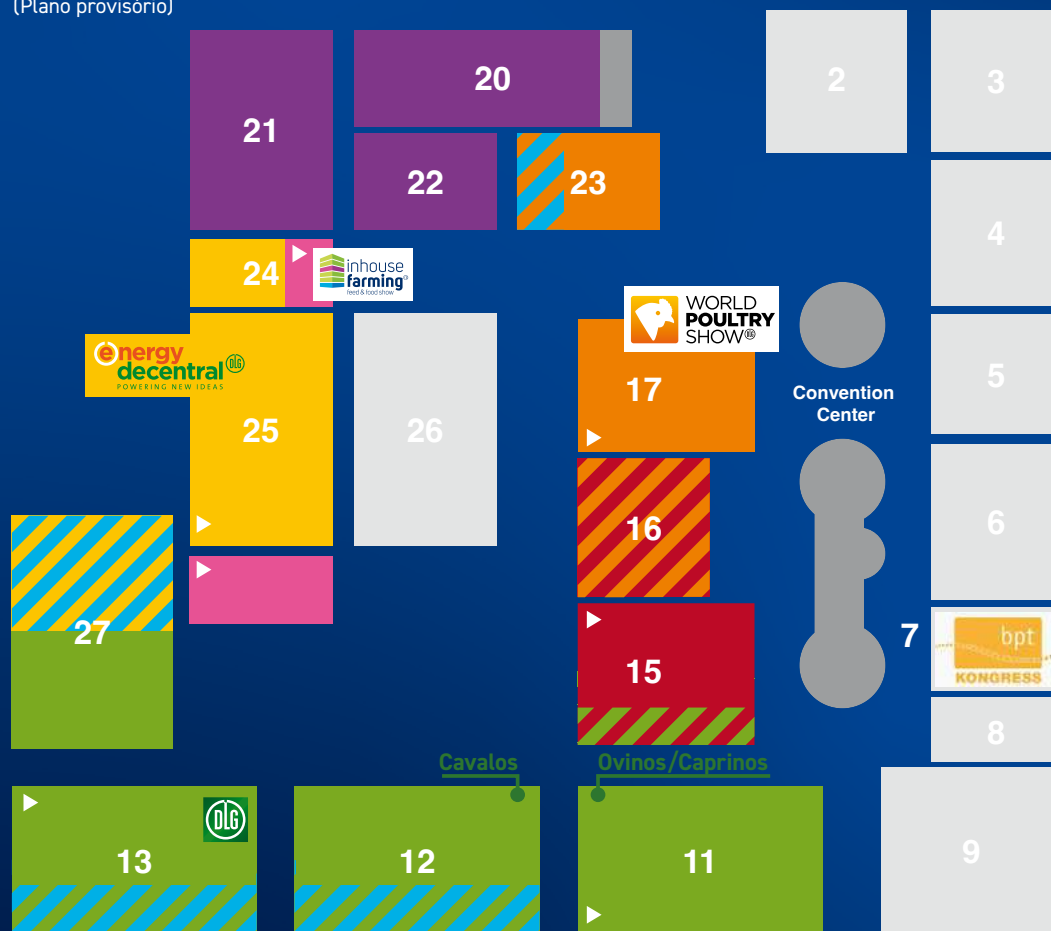 (Plano provisório)
2
3
20
21
22
23
4
24
inhouse
farming
feed & food show
WORLD
POULTRY
SHOW DLG
energy
decentral DLG
POWERING NEW IDEAS
17
5
Convention
Center
25
26
16
6
27
7
bpt
KONGRESS
15
8
Cavalos
Ovinos/Caprinos
DLG
13
12
11
9